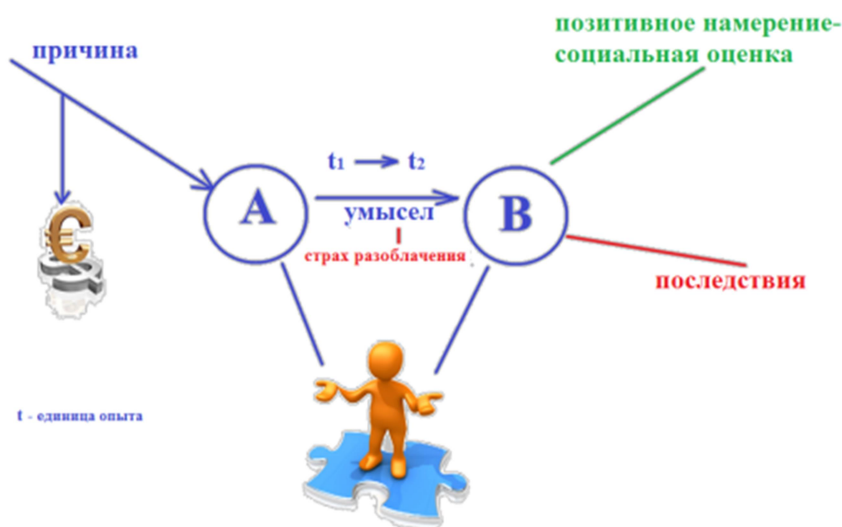 позитивное намерение-
социальная оценка
причина
t₁ → t₂
A
умысел
B
страх разоблачения
последствия
t - единица опыта